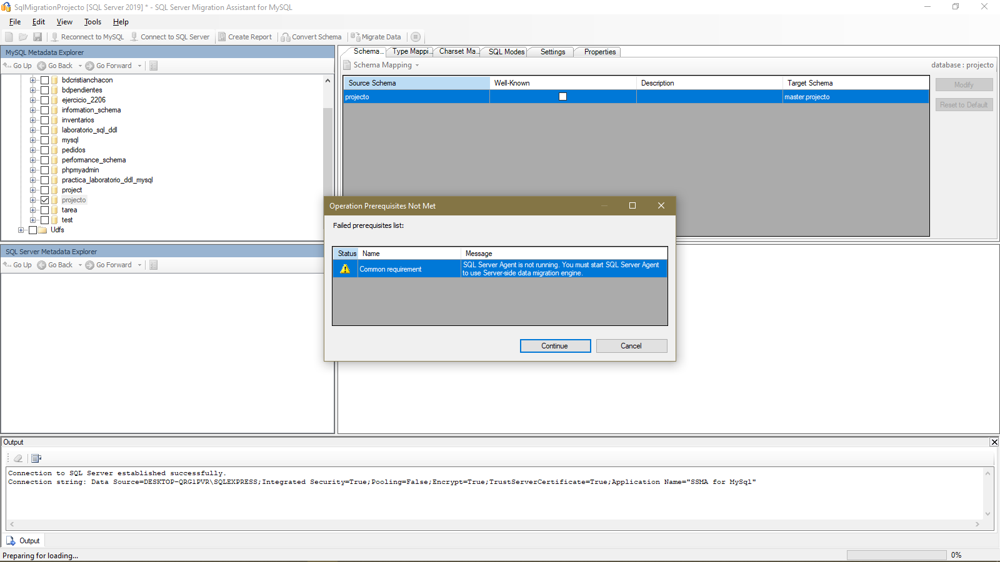 SqlMigrationProjecto [SQL Server 2019] * - SQL Server Migration Assistant for MySQL
File Edit View Tools Help
Reconnect to MySQL Connect to SQL Server Create Report Convert Schema Migrate Data
MySQL Metadata Explorer
Go Up Go Back Go Forward
bdcristianchacon
bdpendientes
ejercicio_2206
information_schema
inventarios
laboratorio_sql_ddl
mysql
pedidos
performance_schema
phpmyadmin
practica_laboratorio_ddl_mysql
project
projecto
tarea
test
Udfs
Schema... Type Mappi... Charset Ma... SQL Modes Settings Properties
Schema Mapping database : projecto
Source Schema Well-Known Description Target Schema
projecto master.projecto
Modify
Reset to Default
Operation Prerequisites Not Met
Failed prerequisites list:
Status Name Message
Common requirement SQL Server Agent is not running. You must start SQL Server Agent
to use Server-side data migration engine.
Continue Cancel
SQL Server Metadata Explorer
Go Up Go Back Go Forward
Output
Connection to SQL Server established successfully.
Connection string: Data Source=DESKTOP-QRG1PVR\SQLEXPRESS;Integrated Security=True;Pooling=False;Encrypt=True;TrustServerCertificate=True;Application Name="SSMA for MySql"
Output
Preparing for loading... 0%